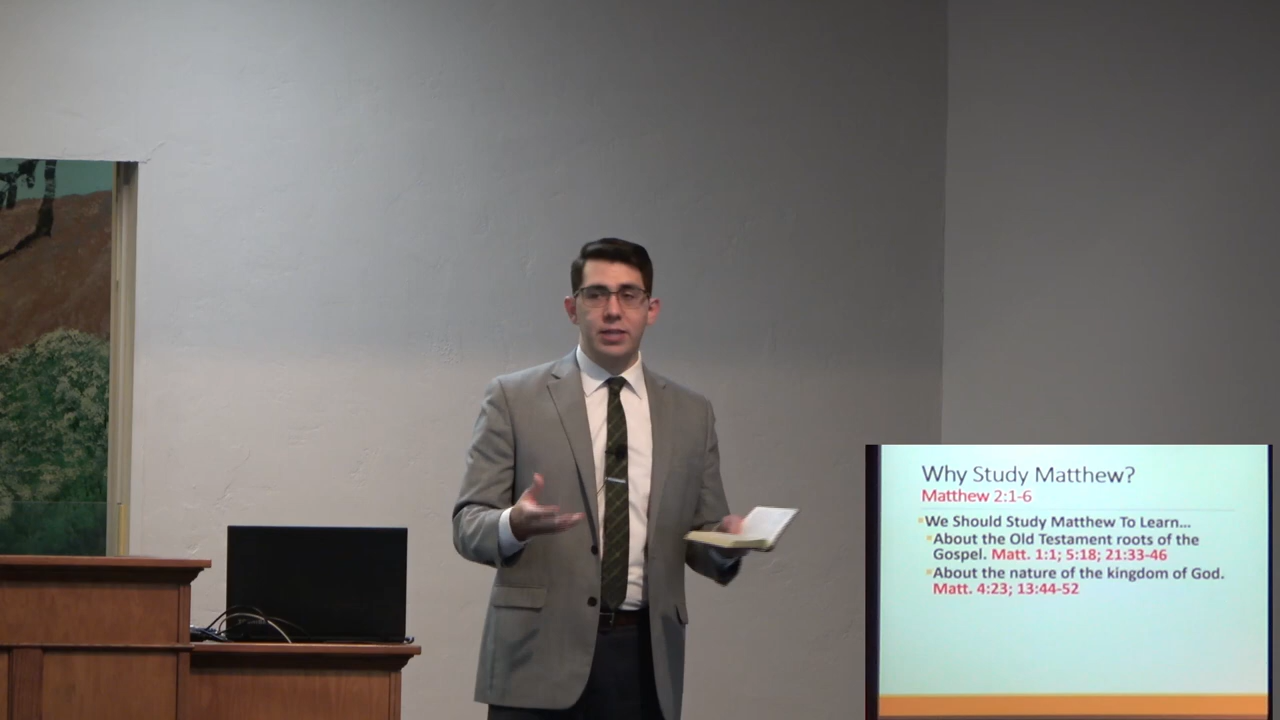 Why Study Matthew?
Matthew 2:1-6
We Should Study Matthew To Learn...
About the Old Testament roots of the
Gospel. Matt. 1:1; 5:18; 21:33-46
About the nature of the kingdom of God.
Matt. 4:23; 13:44-52